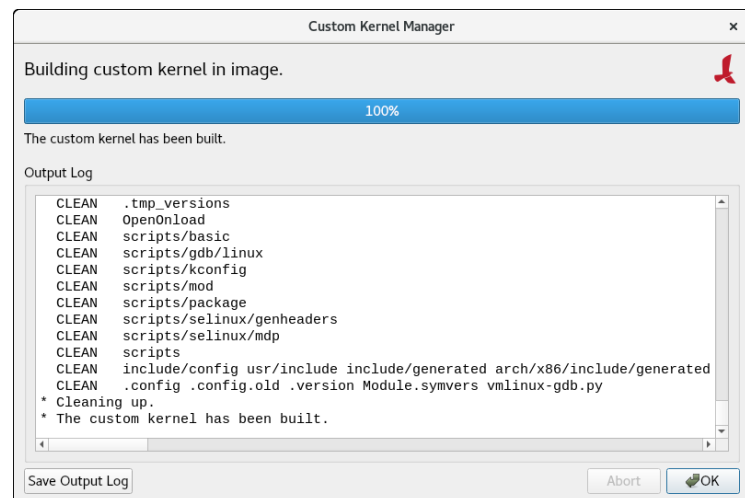 Custom Kernel Manager
Building custom kernel in image.
100%
The custom kernel has been built.
Output Log
CLEAN .tmp_versions
CLEAN OpenOnload
CLEAN scripts/basic
CLEAN scripts/gdb/linux
CLEAN scripts/kconfig
CLEAN scripts/mod
CLEAN scripts/package
CLEAN scripts/selinux/genheaders
CLEAN scripts/selinux/mdp
CLEAN scripts
CLEAN include/config usr/include include/generated arch/x86/include/generated
CLEAN .config .config.old .version Module.symvers vmlinux-gdb.py
* Cleaning up.
* The custom kernel has been built.
Save Output Log
Abort
OK